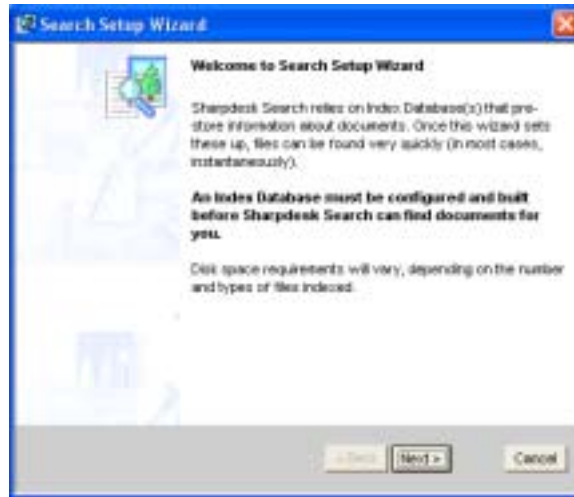 Search Setup Wizard
Welcome to Search Setup Wizard
Sharpdesk Search relies on Index Database(s) that pre-
store information about documents. Once this wizard sets
these up, files can be found very quickly (in most cases,
instantaneously).
An Index Database must be configured and built
before Sharpdesk Search can find documents for
you.
Disk space requirements will vary, depending on the number
and types of files indexed.
< Back
Next >
Cancel